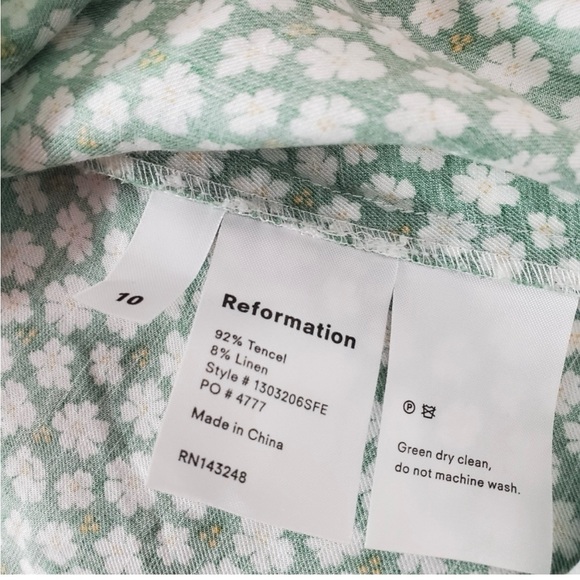 10
Reformation
92% Tencel
8% Linen
Style # 1303206SFE
PO # 4777
Made in China
RN143248
P
Green dry clean,
do not machine wash.